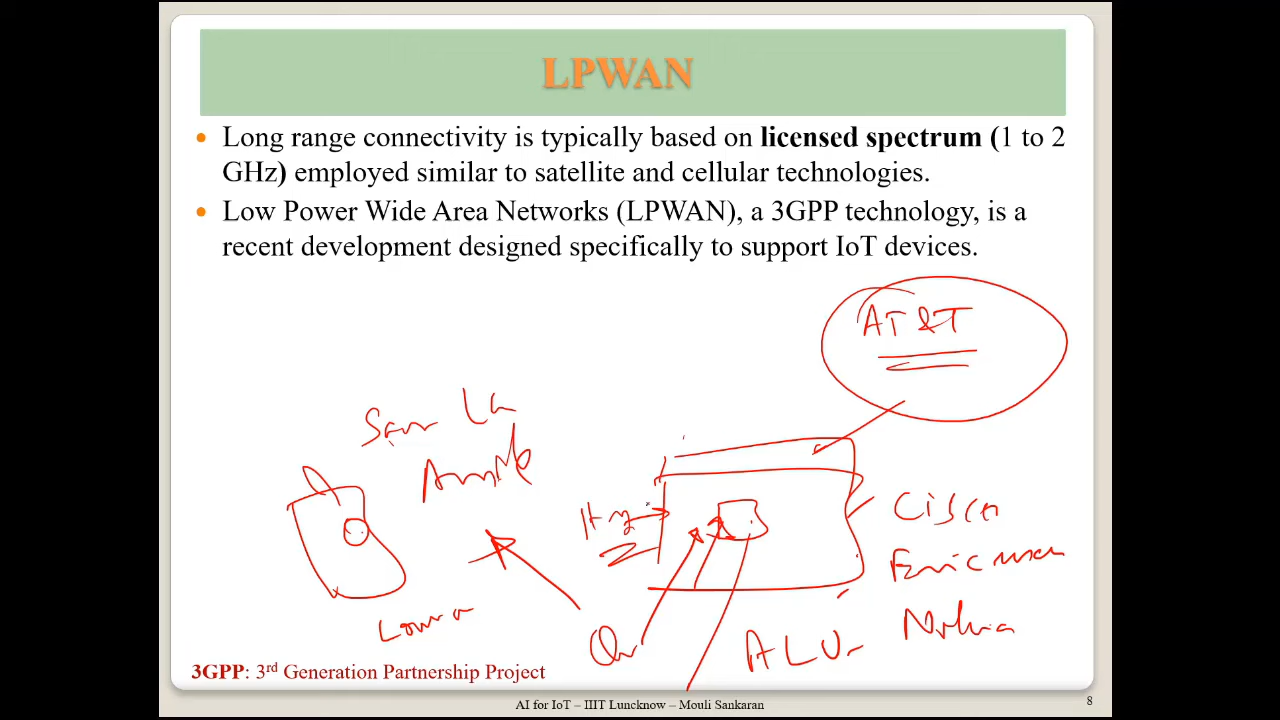 LPWAN
Long range connectivity is typically based on licensed spectrum (1 to 2
GHz) employed similar to satellite and cellular technologies.
Low Power Wide Area Networks (LPWAN), a 3GPP technology, is a
recent development designed specifically to support IoT devices.
AT&T
Cisco
Nokia
ALU
3GPP: 3rd Generation Partnership Project
AI for IoT – IIIT Luncknow – Mouli Sankaran
8